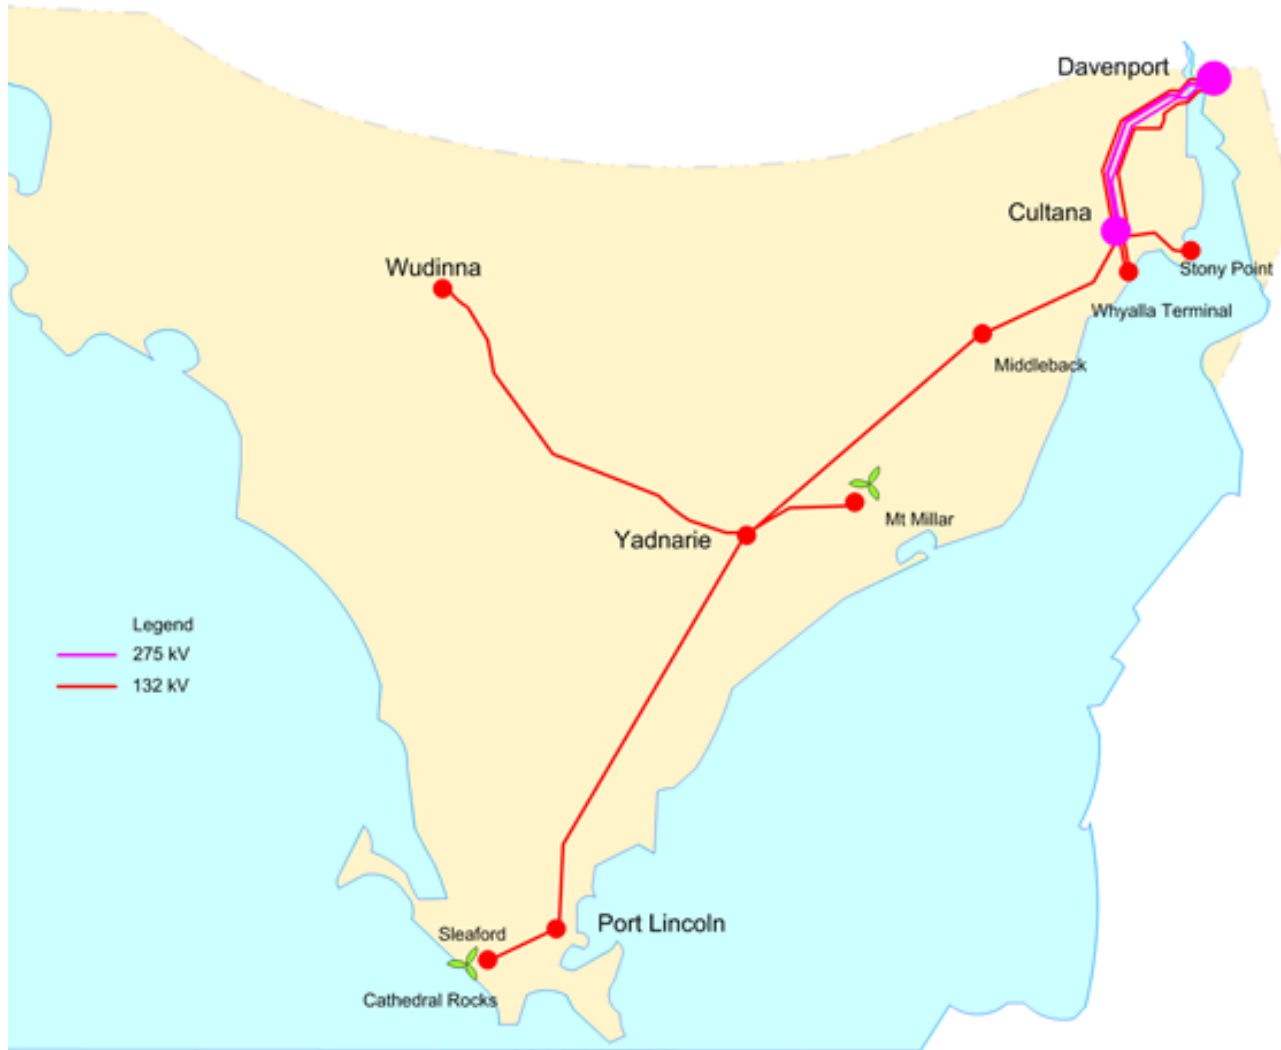 Davenport
Cultana
Wudinna
Stony Point
Whyalla Terminal
Middleback
Mt Millar
Yadnarie
Legend
275 kV
132 kV
Port Lincoln
Sleaford
Cathedral Rocks